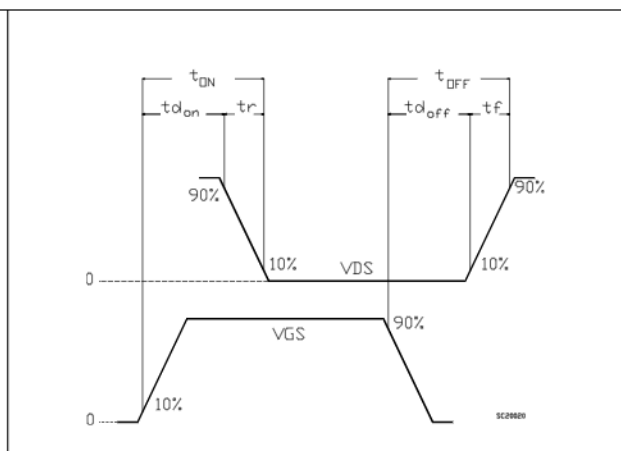 tON tOFF
tdon tr tdoff tf
90% 90%
10% 10%
0 VDS
90%
VGS
10%
0
SC20020